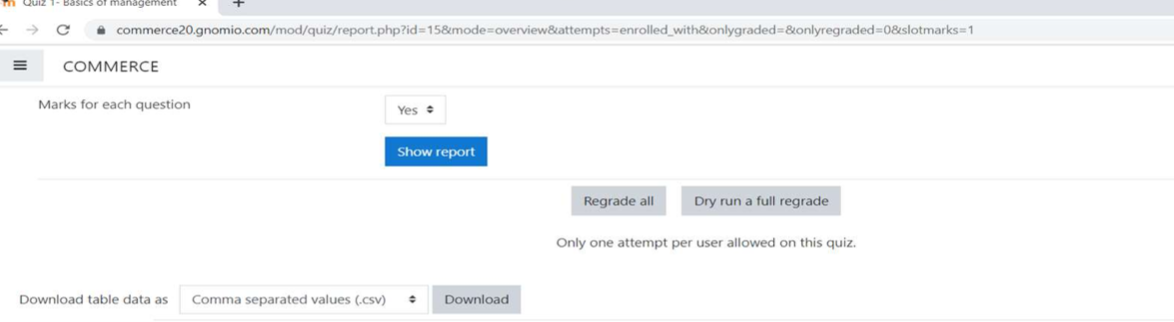 Quiz 1- Basics of management
commerce20.gnomio.com/mod/quiz/report.php?id=15&mode=overview&attempts=enrolled_with&onlygraded=&onlyregraded=0&slotmarks=1
COMMERCE
Marks for each question Yes
Show report
Regrade all Dry run a full regrade
Only one attempt per user allowed on this quiz.
Download table data as Comma separated values (.csv) Download